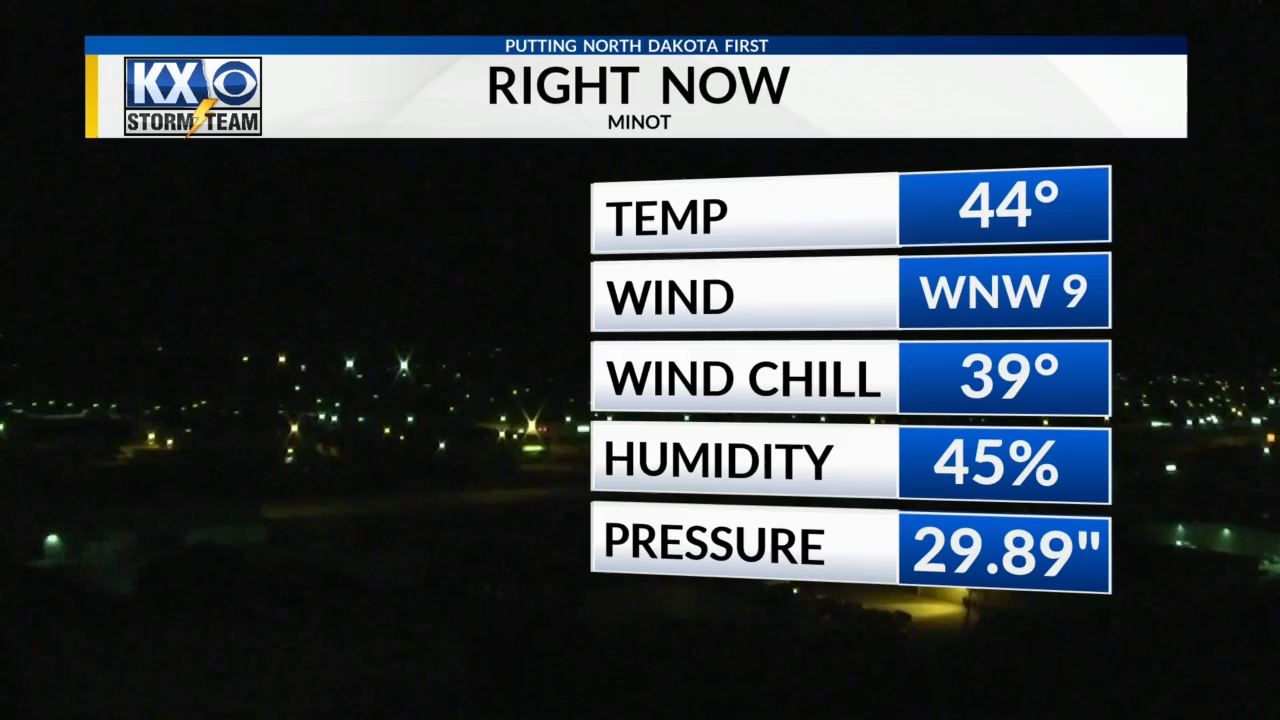 PUTTING NORTH DAKOTA FIRST
KX
STORM TEAM
RIGHT NOW
MINOT
TEMP 44°
WIND WNW 9
WIND CHILL 39°
HUMIDITY 45%
PRESSURE 29.89"